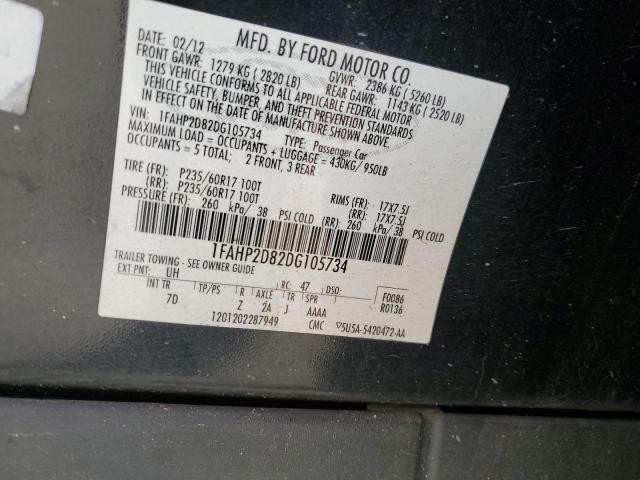 MFD. BY FORD MOTOR CO.
DATE: 02/12 GVWR: 2386 KG (5260 LB)
FRONT GAWR: 1279 KG (2820 LB) REAR GAWR: 1143 KG (2520 LB)
THIS VEHICLE CONFORMS TO ALL APPLICABLE FEDERAL MOTOR
VEHICLE SAFETY, BUMPER, AND THEFT PREVENTION STANDARDS
IN EFFECT ON THE DATE OF MANUFACTURE SHOWN ABOVE.
VIN: 1FAHP2D82DG105734 TYPE: Passenger Car
MAXIMUM LOAD = OCCUPANTS + LUGGAGE = 430KG/ 950LB
OCCUPANTS = 5 TOTAL; 2 FRONT, 3 REAR
TIRE (FR): P235/60R17 100T RIMS (FR): 17X7.5J
(RR): P235/60R17 100T (RR): 17X7.5J
PRESSURE (FR): 260 kPa/ 38 PSI COLD (RR): 260 kPa/ 38 PSI COLD
1FAHP2D82DG105734
TRAILER TOWING - SEE OWNER GUIDE
EXT PNT: UH RC: 47 DSO: F0086
INT TR TP/PS R AXLE TR SPR R0136
7D Z 2A J AAAA
1201202287949 CMC ▽5U5A-5420472-AA